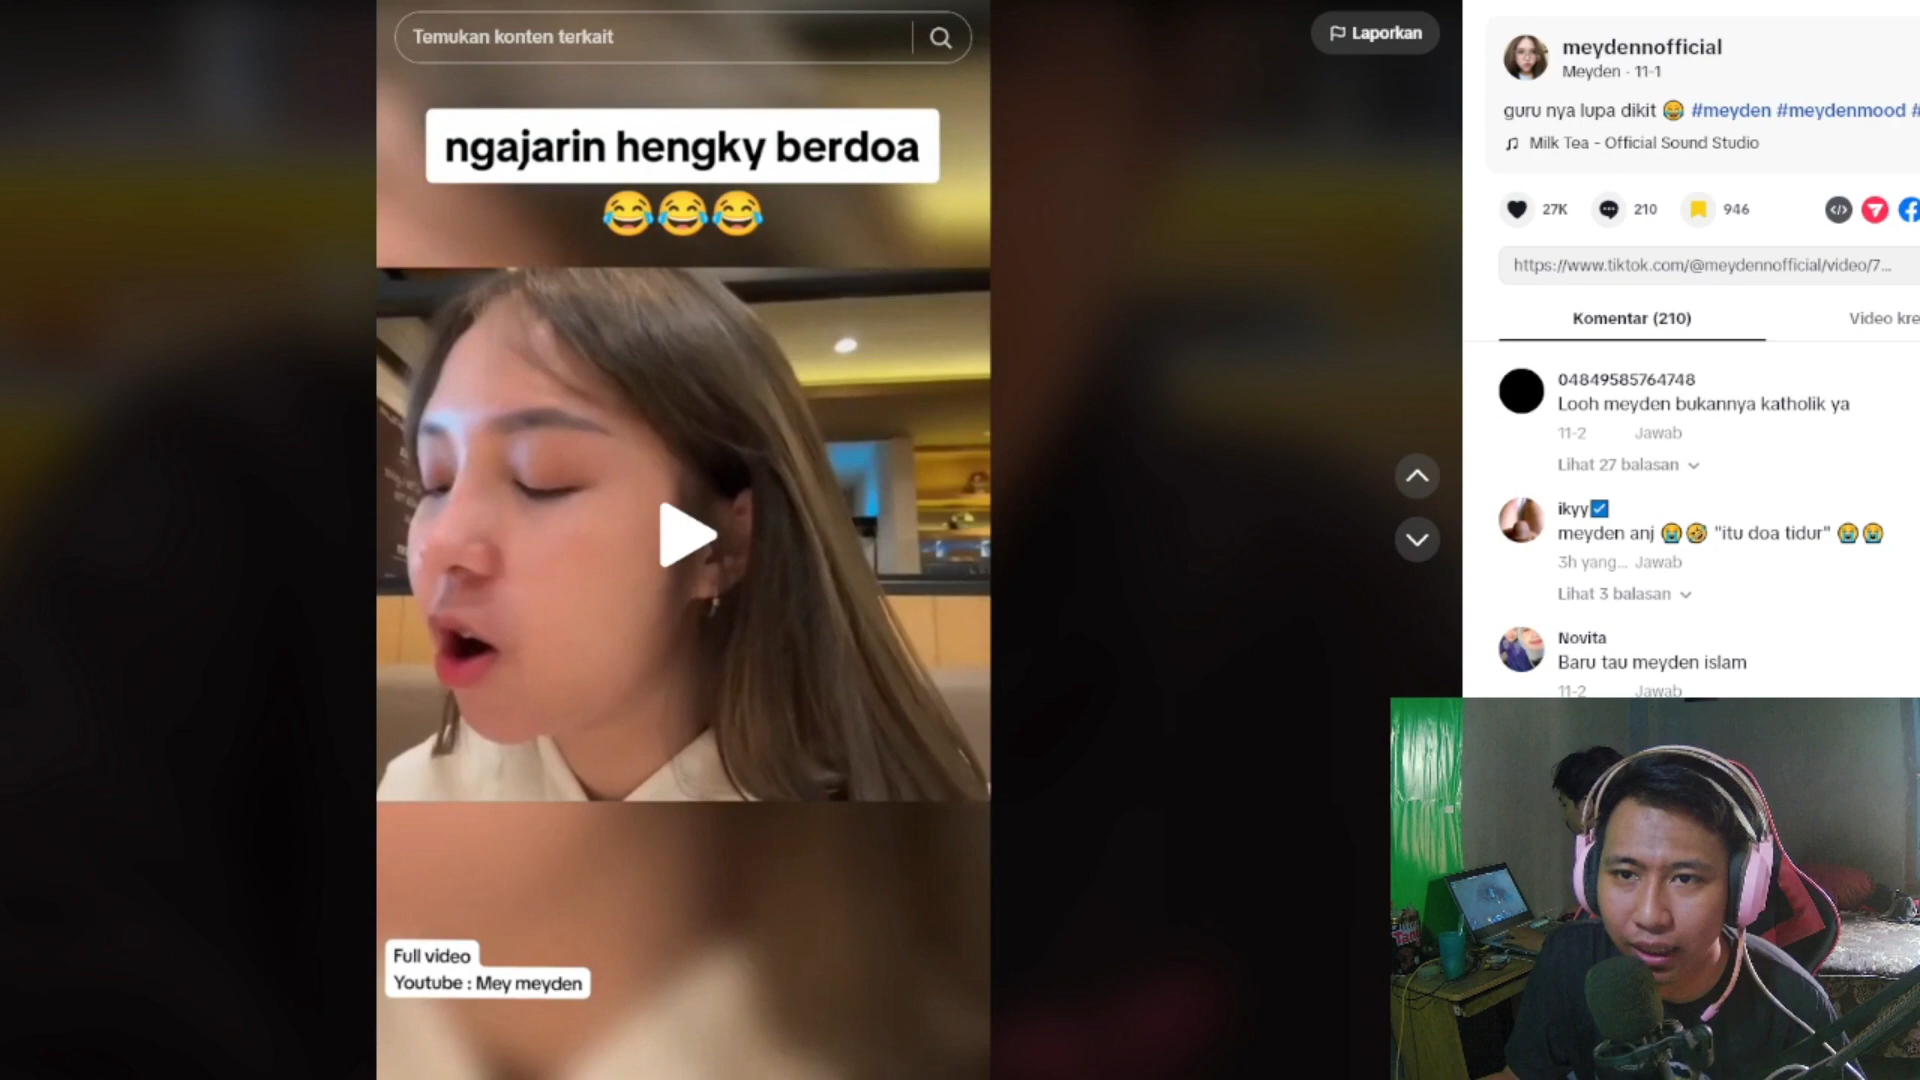 Temukan konten terkait
Laporkan
ngajarin hengky berdoa
😂😂😂
Full video
Youtube : Mey meyden
meydennofficial
Meyden · 11-1
guru nya lupa dikit 😂 #meyden #meydenmood #
Milk Tea - Official Sound Studio
27K 210 946
https://www.tiktok.com/@meydennofficial/video/7...
Komentar (210) Video kre
04849585764748
Looh meyden bukannya katholik ya
11-2 Jawab
Lihat 27 balasan
ikyy☑️
meyden anj 😭🤣 "itu doa tidur" 😭😭
3h yang... Jawab
Lihat 3 balasan
Novita
Baru tau meyden islam
11-2 Jawab